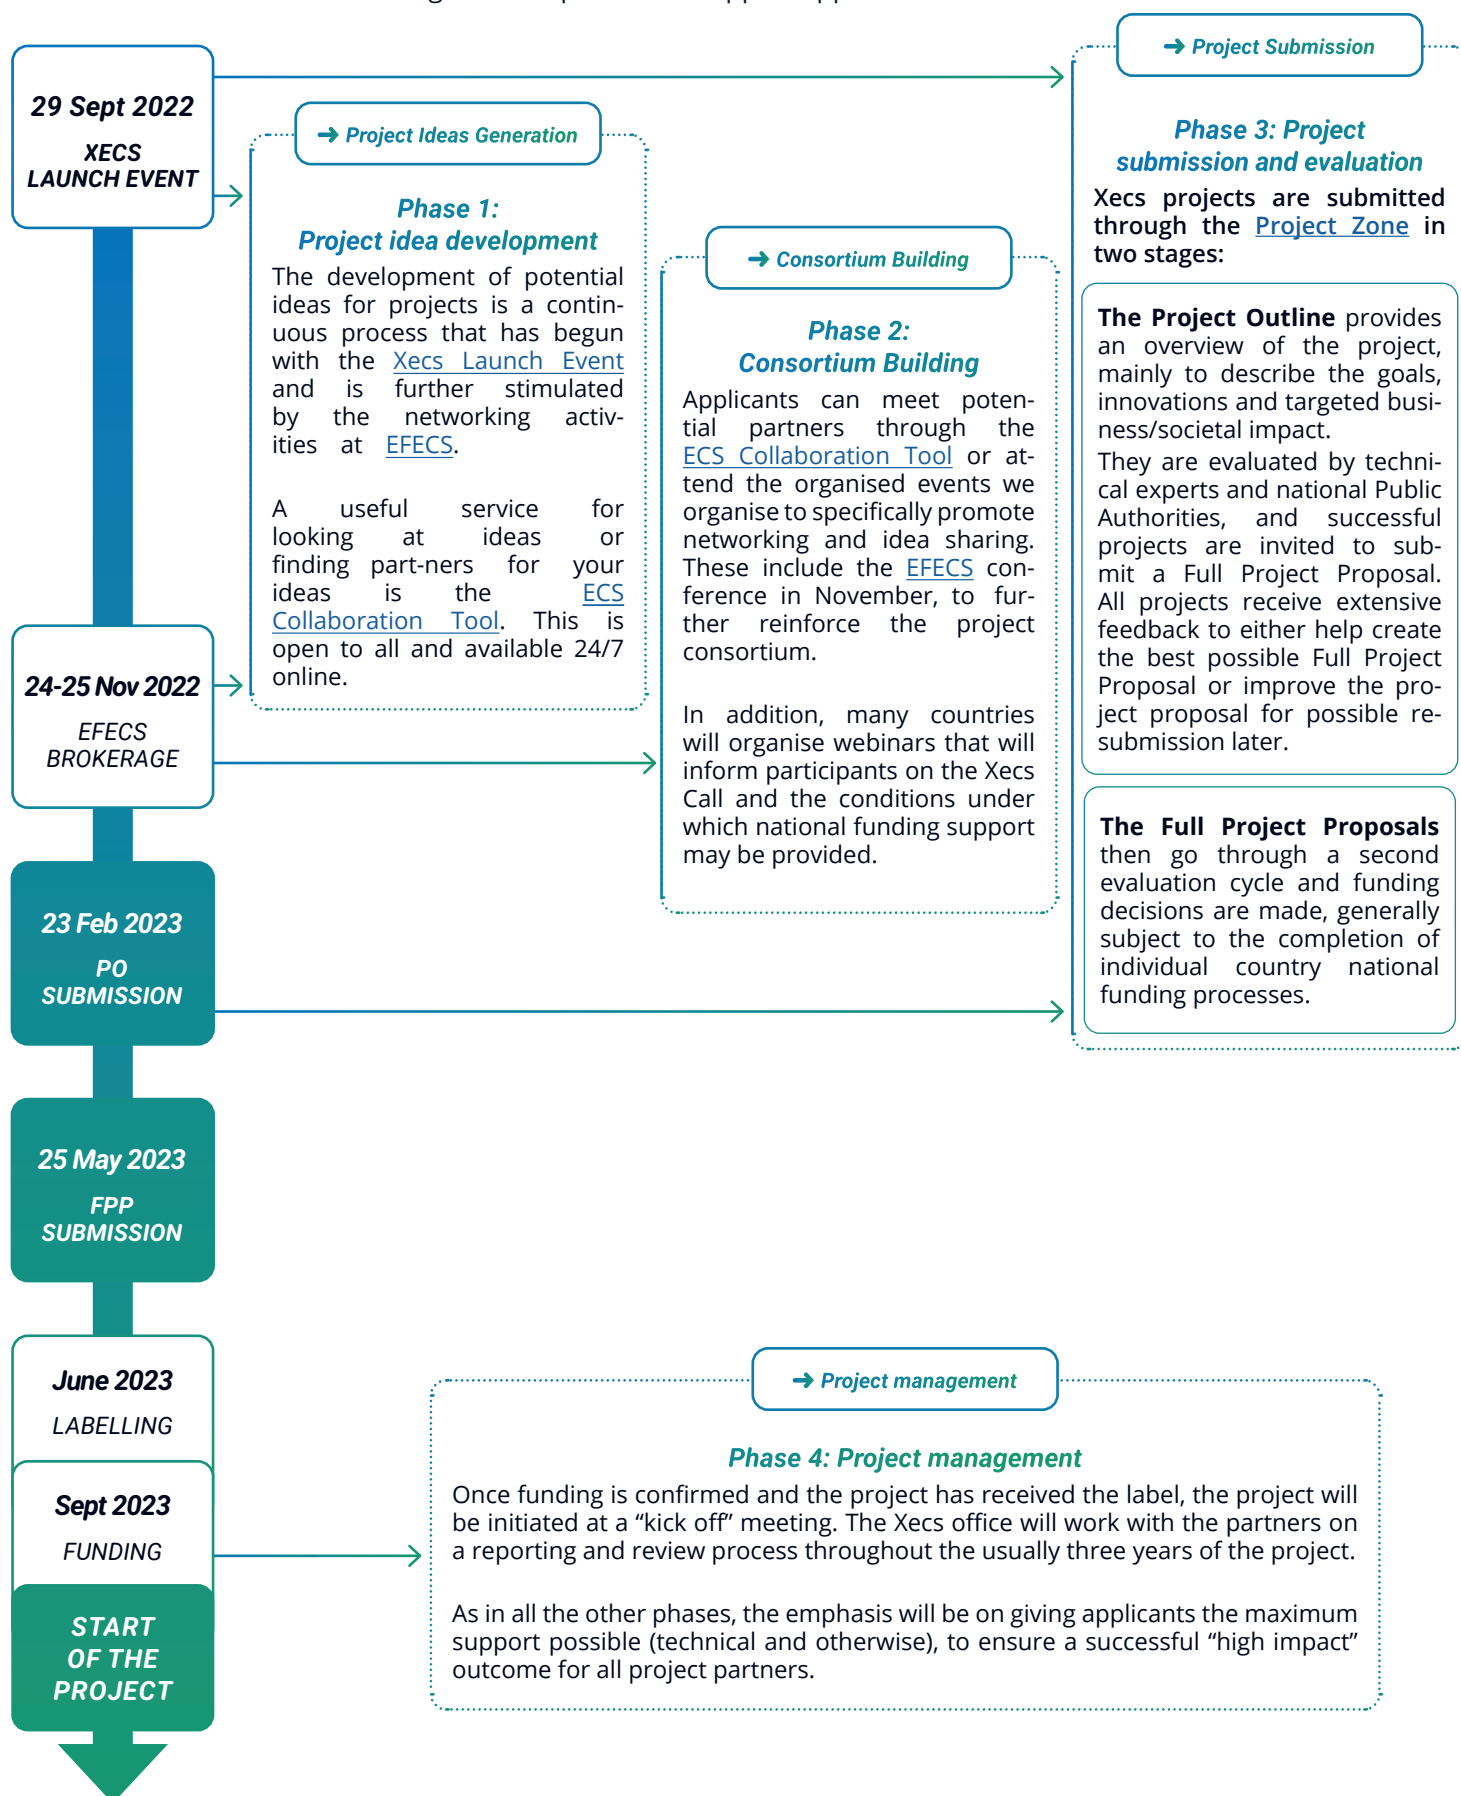 29 Sept 2022
XECS
LAUNCH EVENT
24-25 Nov 2022
EFECS
BROKERAGE
23 Feb 2023
PO
SUBMISSION
25 May 2023
FPP
SUBMISSION
June 2023
LABELLING
Sept 2023
FUNDING
START
OF THE
PROJECT
➜ Project Ideas Generation
Phase 1:
Project idea development
The development of potential
ideas for projects is a contin-
uous process that has begun
with the Xecs Launch Event
and is further stimulated
by the networking activ-
ities at EFECS.
A useful service for
looking at ideas or
finding part-ners for your
ideas is the ECS
Collaboration Tool. This is
open to all and available 24/7
online.
➜ Consortium Building
Phase 2:
Consortium Building
Applicants can meet poten-
tial partners through the
ECS Collaboration Tool or at-
tend the organised events we
organise to specifically promote
networking and idea sharing.
These include the EFECS con-
ference in November, to fur-
ther reinforce the project
consortium.
In addition, many countries
will organise webinars that will
inform participants on the Xecs
Call and the conditions under
which national funding support
may be provided.
➜ Project Submission
Phase 3: Project
submission and evaluation
Xecs projects are submitted
through the Project Zone in
two stages:
The Project Outline provides
an overview of the project,
mainly to describe the goals,
innovations and targeted busi-
ness/societal impact.
They are evaluated by techni-
cal experts and national Public
Authorities, and successful
projects are invited to sub-
mit a Full Project Proposal.
All projects receive extensive
feedback to either help create
the best possible Full Project
Proposal or improve the pro-
ject proposal for possible re-
submission later.
The Full Project Proposals
then go through a second
evaluation cycle and funding
decisions are made, generally
subject to the completion of
individual country national
funding processes.
➜ Project management
Phase 4: Project management
Once funding is confirmed and the project has received the label, the project will
be initiated at a “kick off” meeting. The Xecs office will work with the partners on
a reporting and review process throughout the usually three years of the project.
As in all the other phases, the emphasis will be on giving applicants the maximum
support possible (technical and otherwise), to ensure a successful “high impact”
outcome for all project partners.